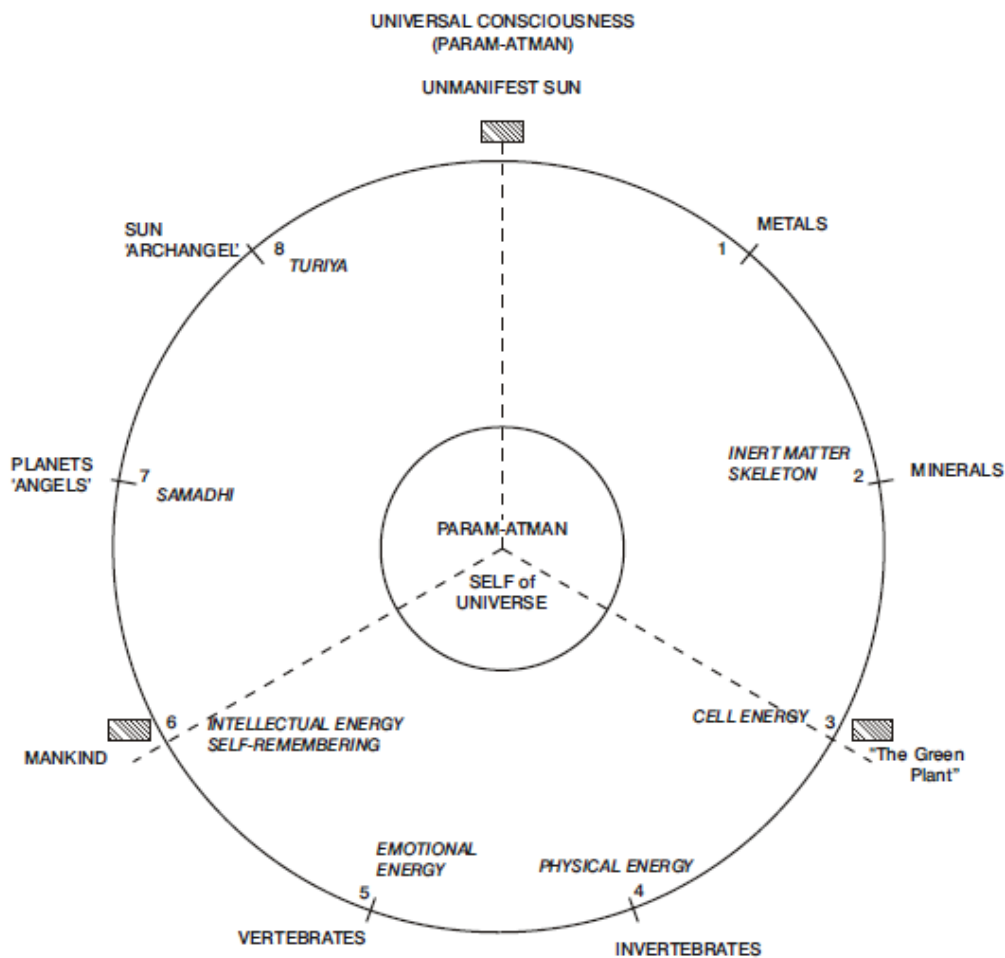 UNIVERSAL CONSCIOUSNESS
(PARAM-ATMAN)
UNMANIFEST SUN
SUN
'ARCHANGEL'
8
TURIYA
METALS
1
PLANETS
'ANGELS'
7
SAMADHI
INERT MATTER
SKELETON
2
MINERALS
PARAM-ATMAN
SELF of
UNIVERSE
6
INTELLECTUAL ENERGY
SELF-REMEMBERING
MANKIND
CELL ENERGY
3
"The Green
Plant"
EMOTIONAL
ENERGY
5
VERTEBRATES
PHYSICAL ENERGY
4
INVERTEBRATES